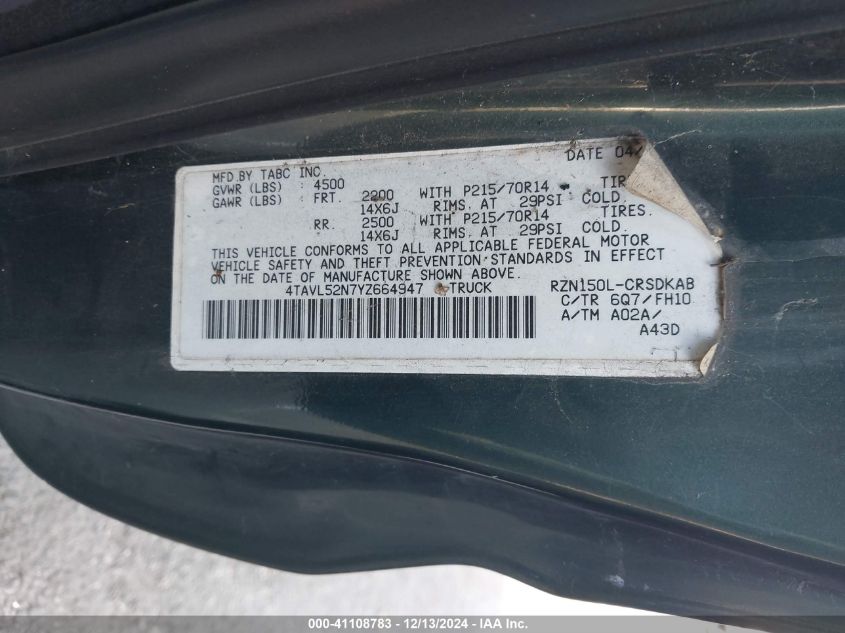 DATE 04/
MFD.BY TABC INC.
GVWR (LBS) : 4500
GAWR (LBS) : FRT. 2200 WITH P215/70R14 TIR
14X6J RIMS. AT 29PSI COLD.
RR. 2500 WITH P215/70R14 TIRES.
14X6J RIMS. AT 29PSI COLD.
THIS VEHICLE CONFORMS TO ALL APPLICABLE FEDERAL MOTOR
VEHICLE SAFETY AND THEFT PREVENTION STANDARDS IN EFFECT
ON THE DATE OF MANUFACTURE SHOWN ABOVE.
4TAVL52N7YZ664947 TRUCK RZN150L-CRSDKAB
C/TR 6Q7/FH10
A/TM A02A/
A43D
000-41108783 - 12/13/2024 - © IAA, Inc.